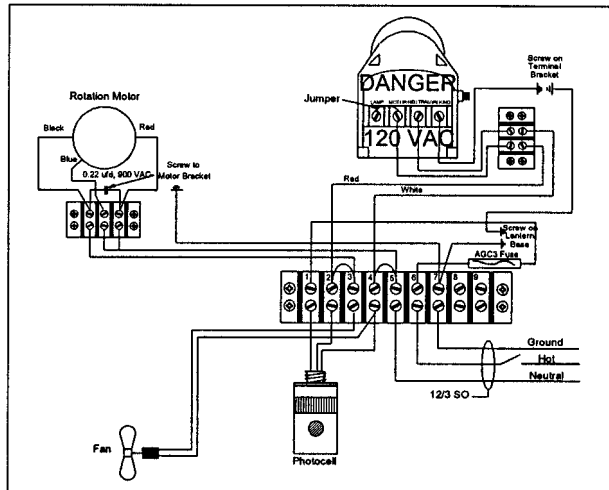 DANGER
LAMP MOTOR NEUTRAL
120 VAC
Jumper
Screw on
Terminal
Bracket
Rotation Motor
Black
Red
Blue
0.22 ufd, 900 VAC
Screw to
Motor Bracket
Red
White
Screw on
Lantern
Base
AGC3 Fuse
1 2 3 4 5 6 7 8 9
Ground
Hot
Neutral
12/3 SO
Fan
Photocell